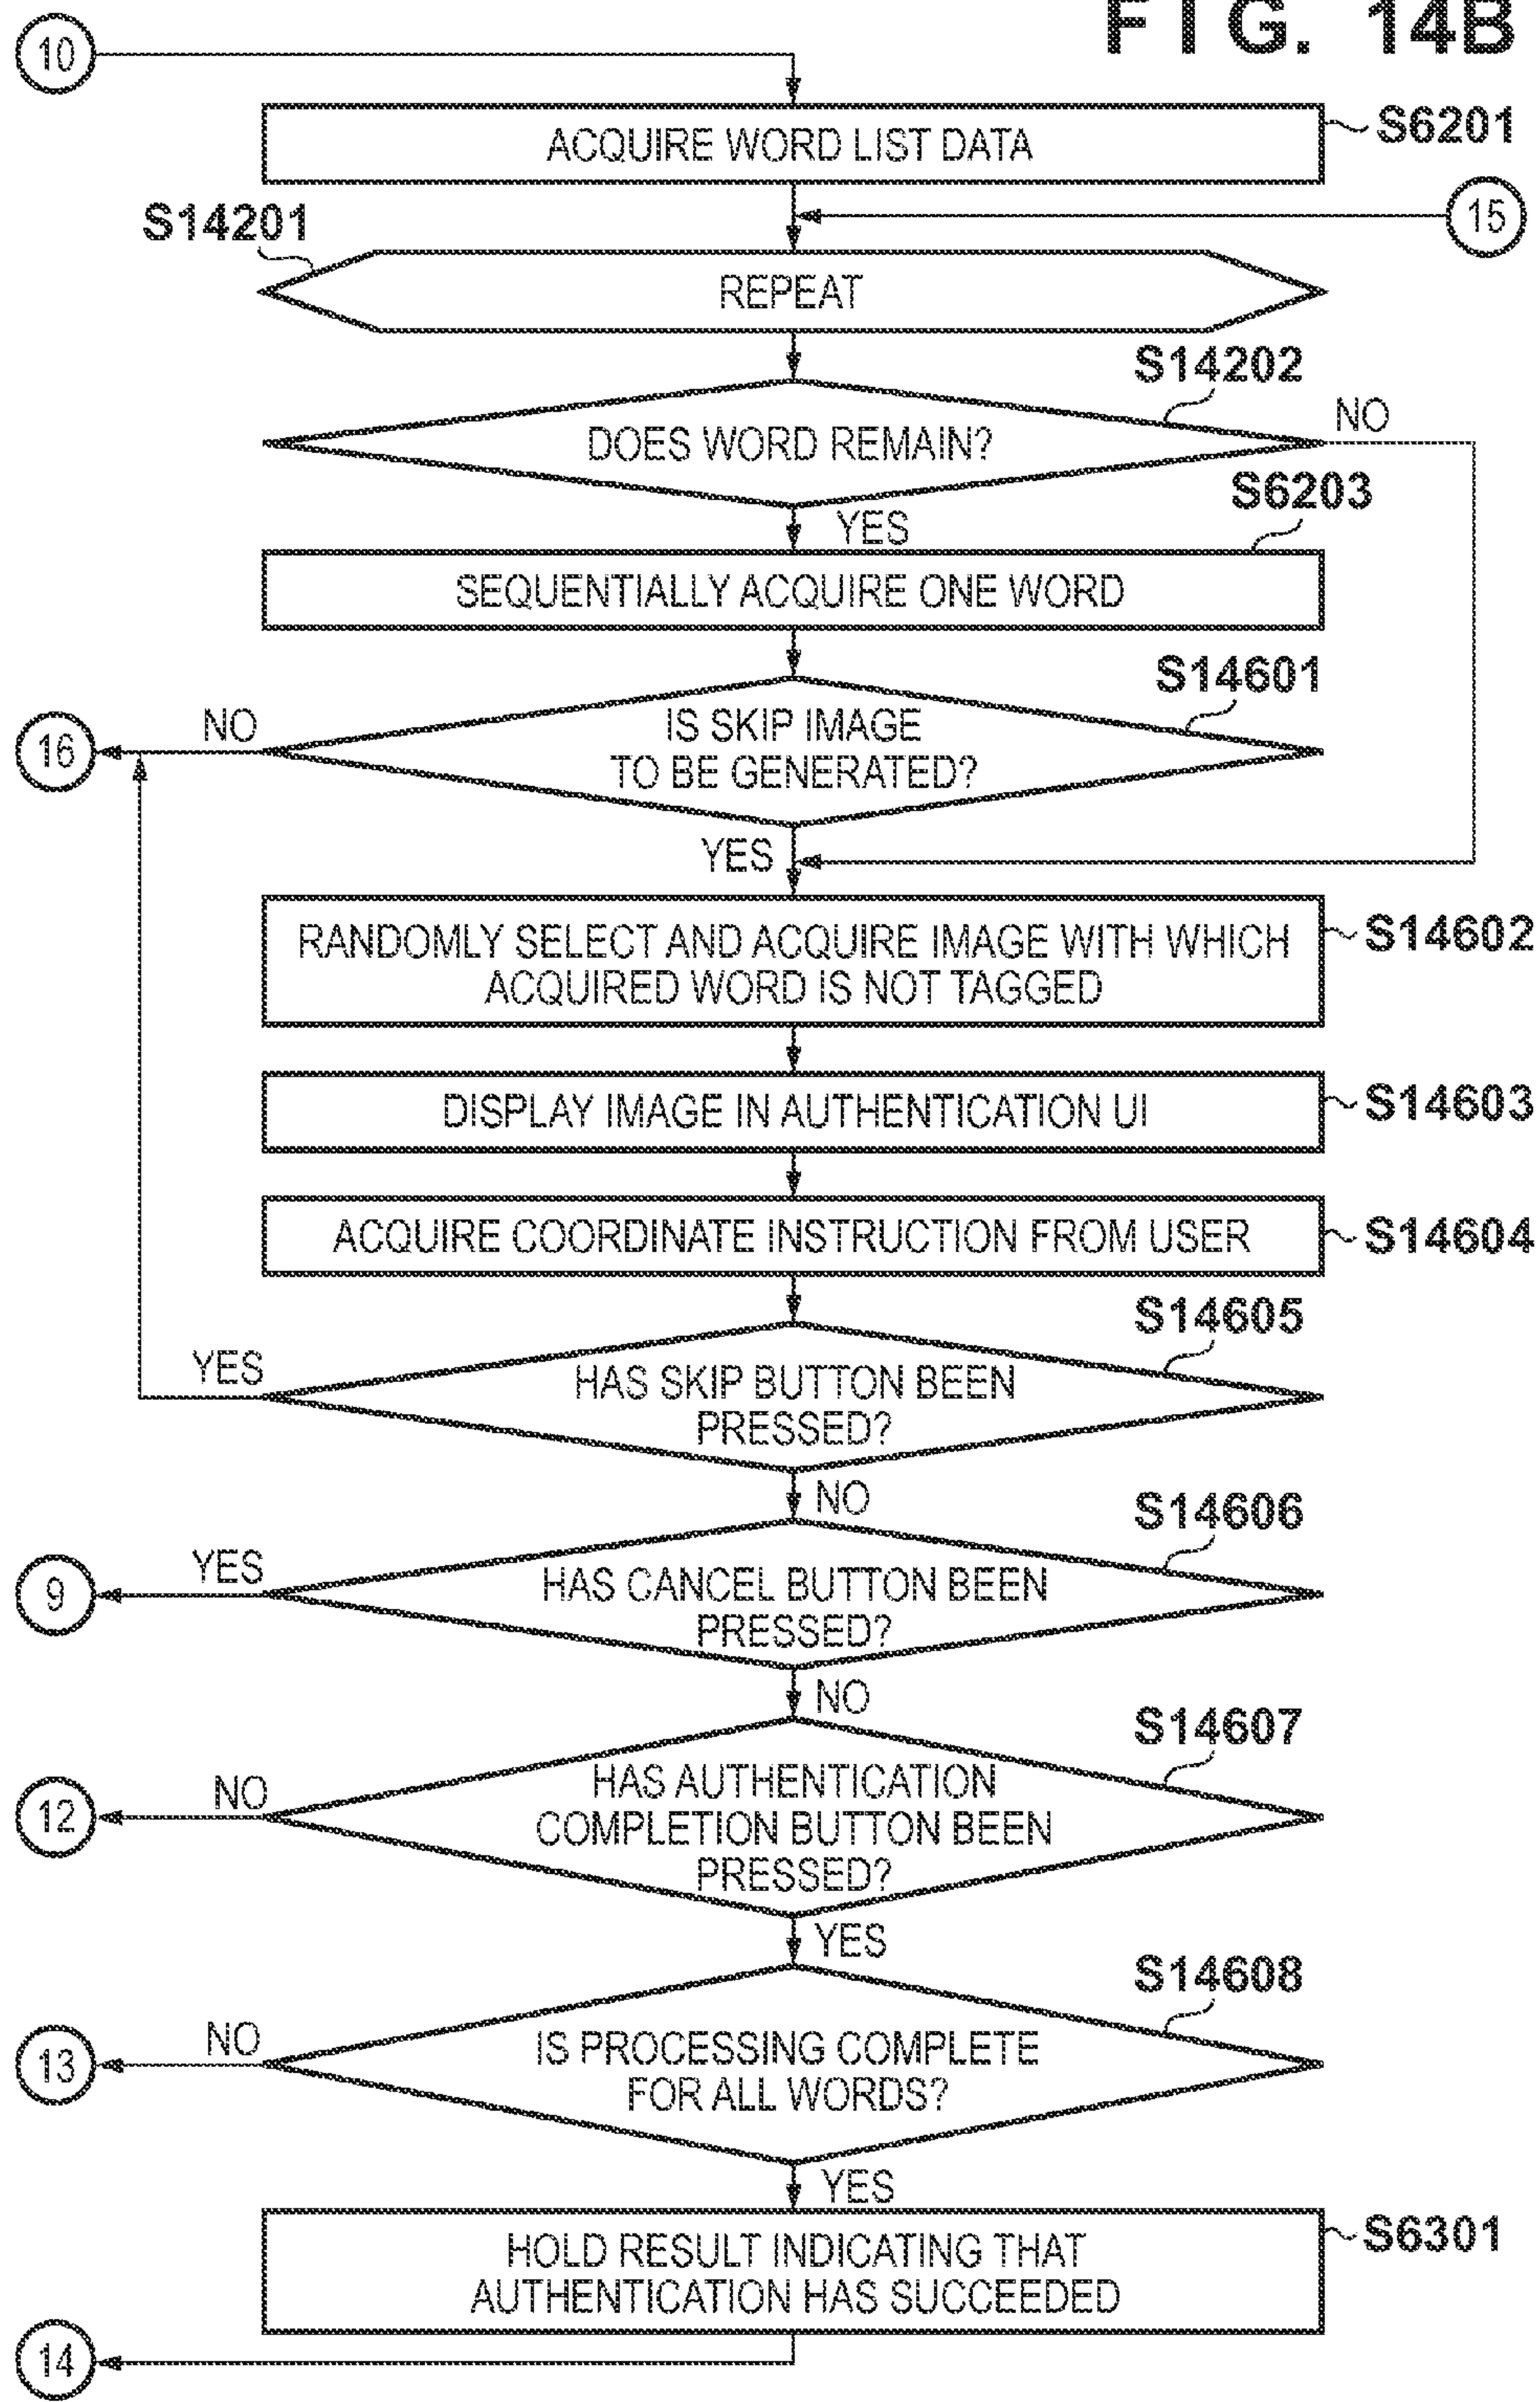 FIG. 14B
10
ACQUIRE WORD LIST DATA
S6201
15
S14201
REPEAT
S14202
DOES WORD REMAIN?
NO
YES
S6203
SEQUENTIALLY ACQUIRE ONE WORD
S14601
IS SKIP IMAGE
TO BE GENERATED?
NO
16
YES
RANDOMLY SELECT AND ACQUIRE IMAGE WITH WHICH
ACQUIRED WORD IS NOT TAGGED
S14602
DISPLAY IMAGE IN AUTHENTICATION UI
S14603
ACQUIRE COORDINATE INSTRUCTION FROM USER
S14604
S14605
HAS SKIP BUTTON BEEN
PRESSED?
YES
NO
S14606
HAS CANCEL BUTTON BEEN
PRESSED?
YES
9
NO
S14607
HAS AUTHENTICATION
COMPLETION BUTTON BEEN
PRESSED?
NO
12
YES
S14608
IS PROCESSING COMPLETE
FOR ALL WORDS?
NO
13
YES
HOLD RESULT INDICATING THAT
AUTHENTICATION HAS SUCCEEDED
S6301
14